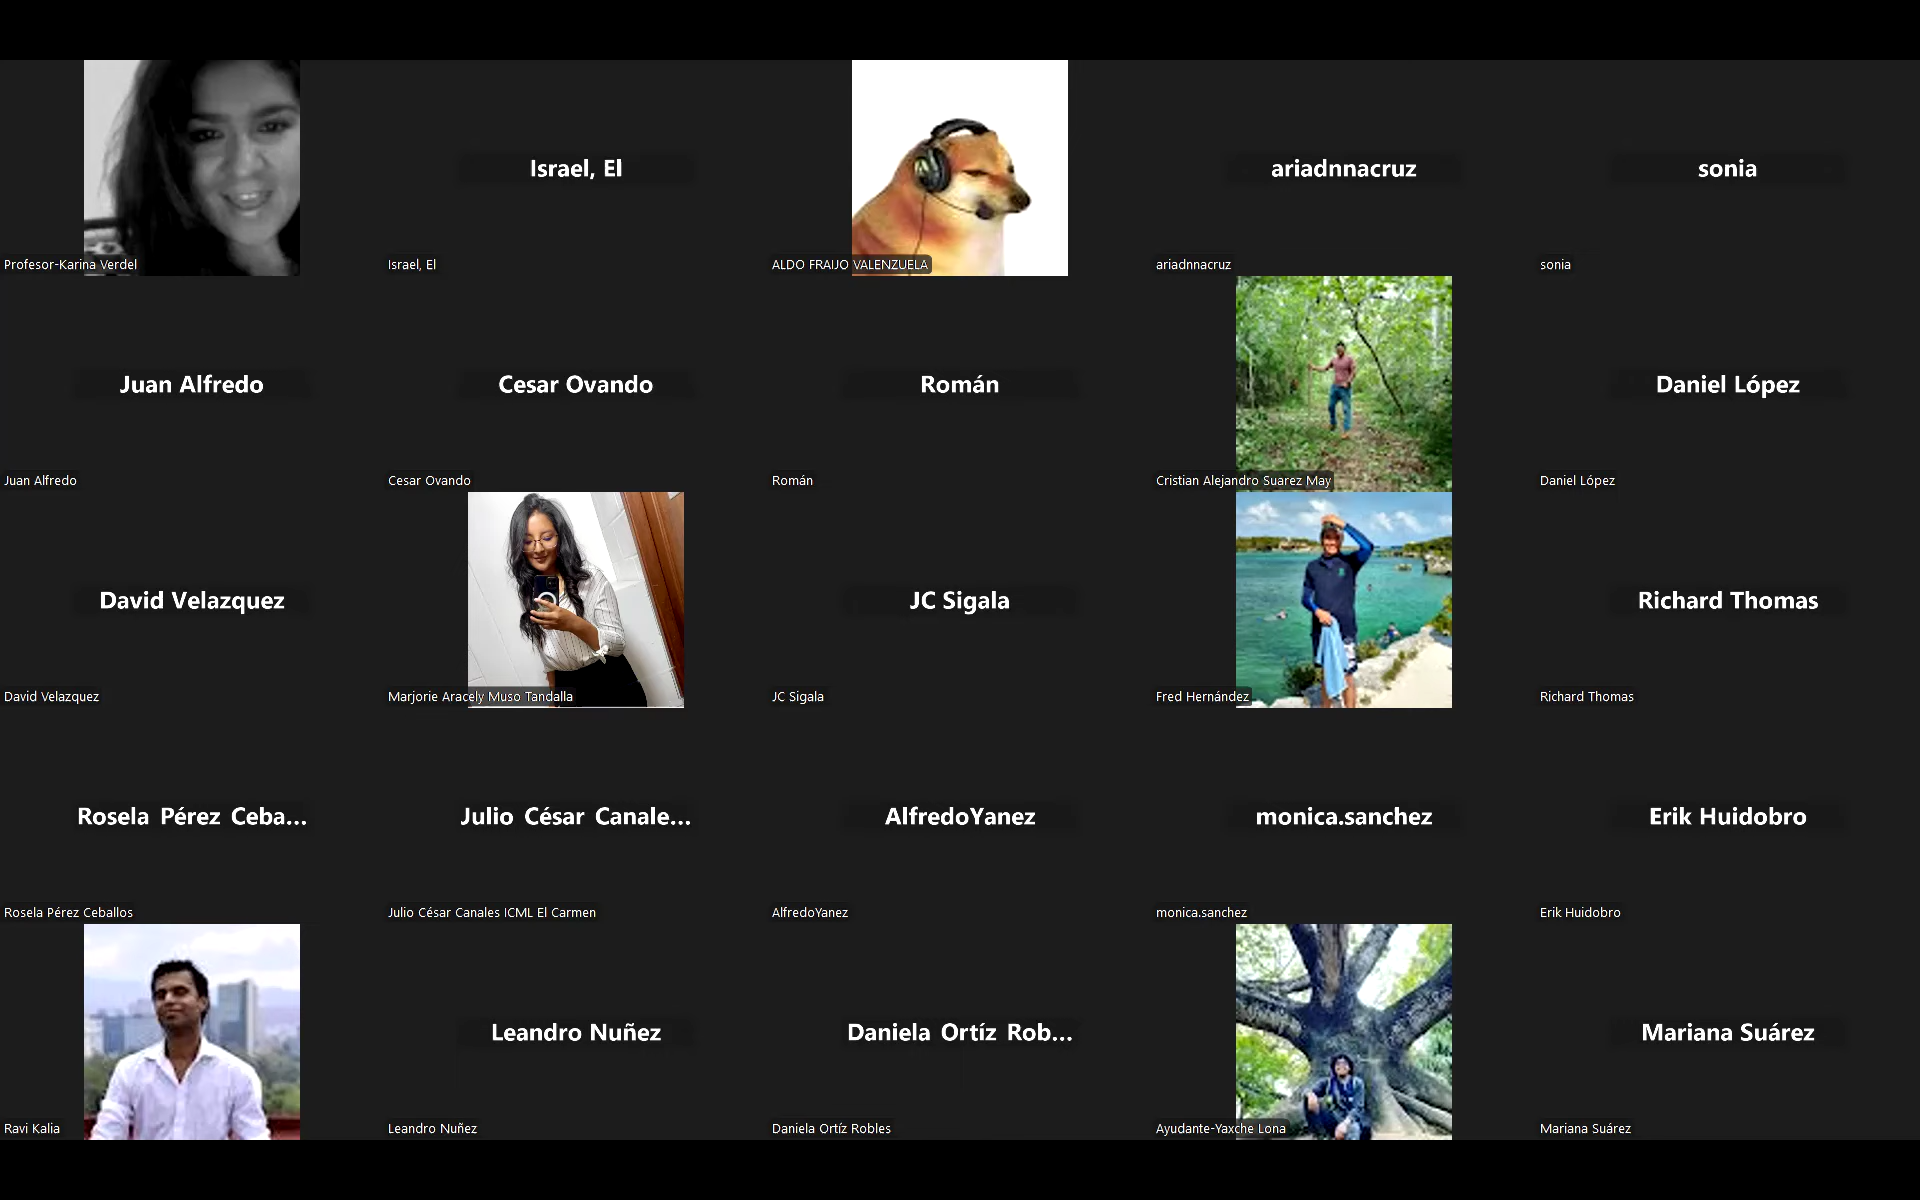 Profesor-Karina Verdel
Israel, El
Israel, El
ALDO FRAIJO VALENZUELA
ariadnnacruz
ariadnnacruz
sonia
sonia
Juan Alfredo
Juan Alfredo
Cesar Ovando
Cesar Ovando
Román
Román
Cristian Alejandro Suarez May
Daniel López
Daniel López
David Velazquez
David Velazquez
Marjorie Aracely Muso Tandalla
JC Sigala
JC Sigala
Fred Hernández
Richard Thomas
Richard Thomas
Rosela Pérez Ceba...
Rosela Pérez Ceballos
Julio César Canale...
Julio César Canales ICML El Carmen
AlfredoYanez
AlfredoYanez
monica.sanchez
monica.sanchez
Erik Huidobro
Erik Huidobro
Ravi Kalia
Leandro Nuñez
Leandro Nuñez
Daniela Ortíz Rob...
Daniela Ortíz Robles
Ayudante-Yaxche Lona
Mariana Suárez
Mariana Suárez